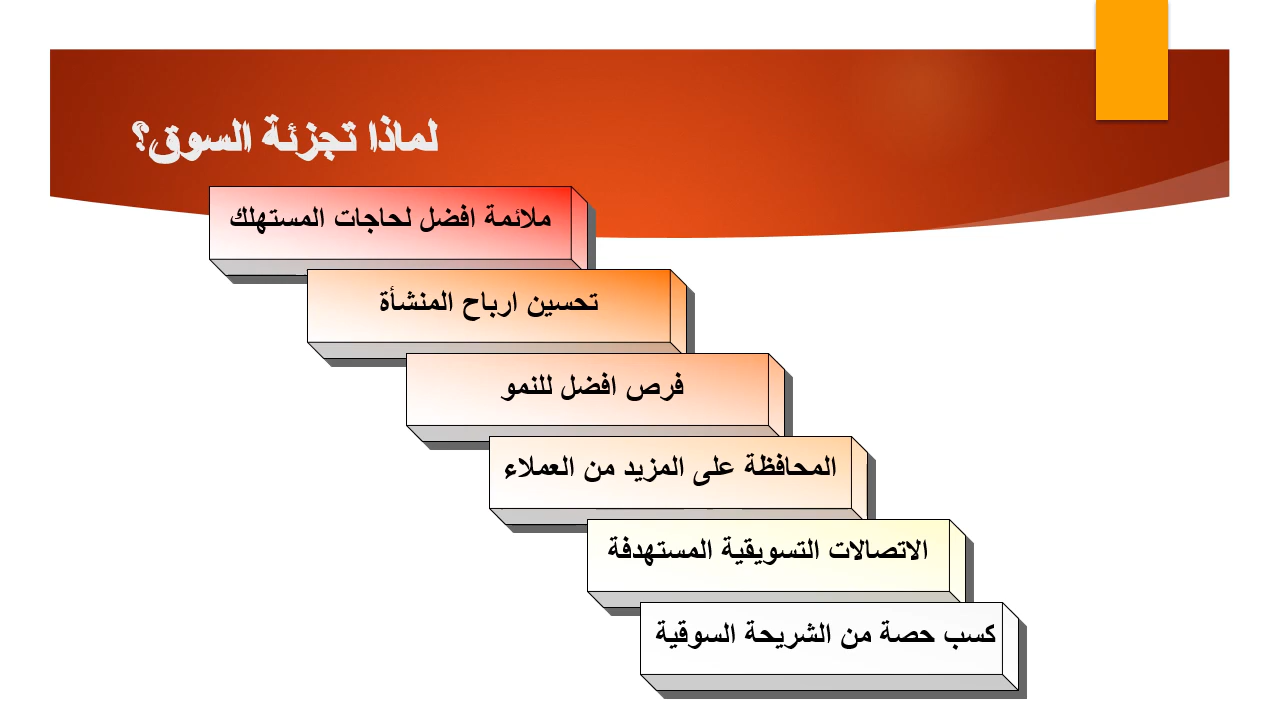 لماذا تجزئة السوق؟
ملائمة افضل لحاجات المستهلك
تحسين ارباح المنشأة
فرص افضل للنمو
المحافظة على المزيد من العملاء
الاتصالات التسويقية المستهدفة
كسب حصة من الشريحة السوقية